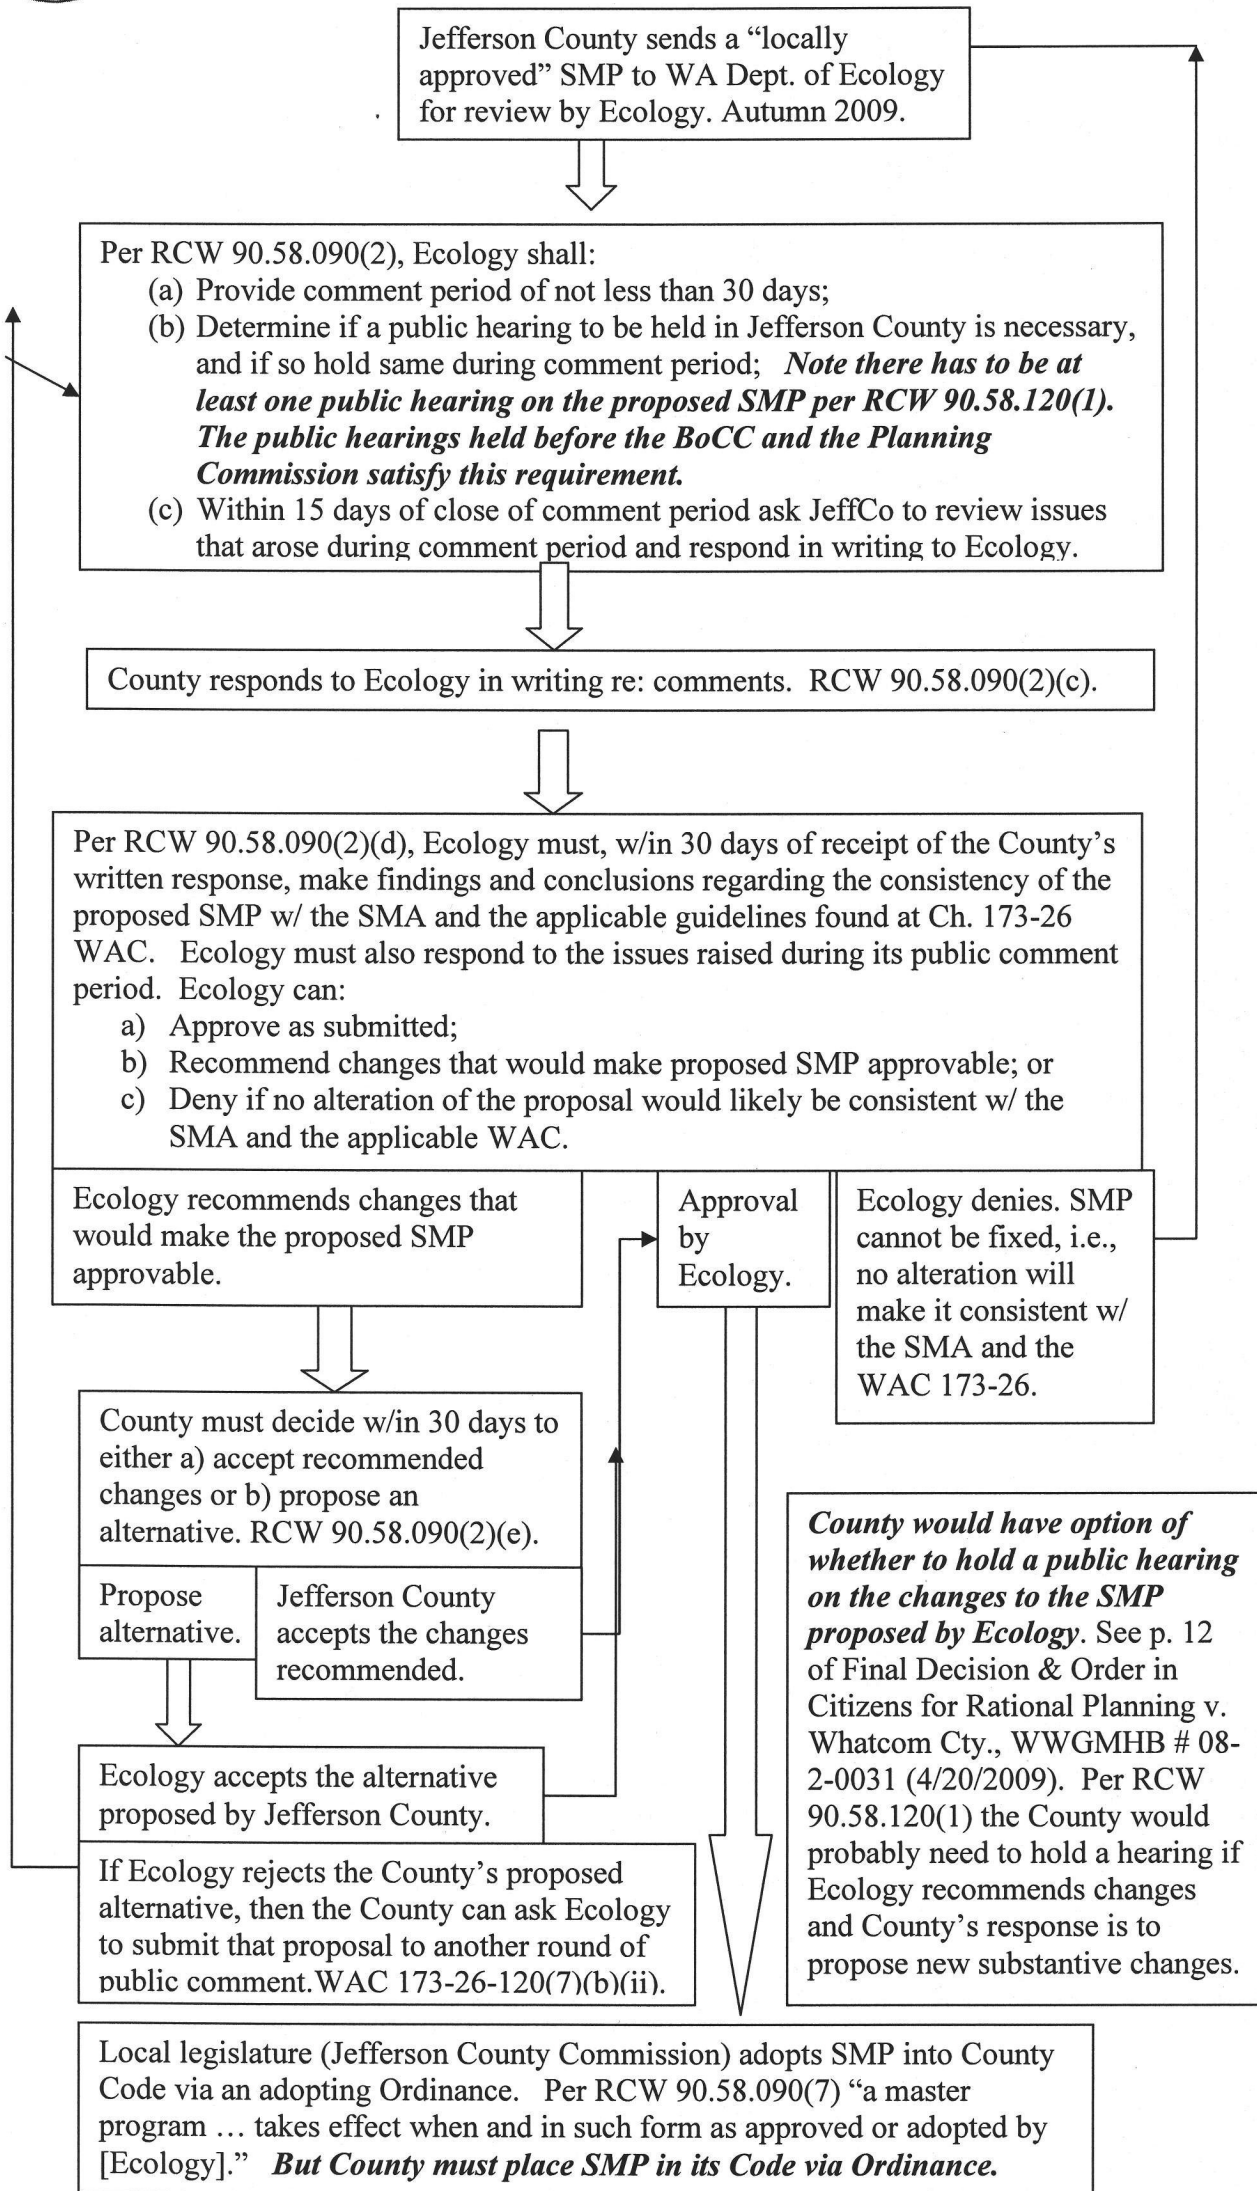 Jefferson County sends a “locally
approved” SMP to WA Dept. of Ecology
for review by Ecology. Autumn 2009.
Per RCW 90.58.090(2), Ecology shall:
(a) Provide comment period of not less than 30 days;
(b) Determine if a public hearing to be held in Jefferson County is necessary,
and if so hold same during comment period; Note there has to be at
least one public hearing on the proposed SMP per RCW 90.58.120(1).
The public hearings held before the BoCC and the Planning
Commission satisfy this requirement.
(c) Within 15 days of close of comment period ask JeffCo to review issues
that arose during comment period and respond in writing to Ecology.
County responds to Ecology in writing re: comments. RCW 90.58.090(2)(c).
Per RCW 90.58.090(2)(d), Ecology must, w/in 30 days of receipt of the County’s
written response, make findings and conclusions regarding the consistency of the
proposed SMP w/ the SMA and the applicable guidelines found at Ch. 173-26
WAC. Ecology must also respond to the issues raised during its public comment
period. Ecology can:
a) Approve as submitted;
b) Recommend changes that would make proposed SMP approvable; or
c) Deny if no alteration of the proposal would likely be consistent w/ the
SMA and the applicable WAC.
Ecology recommends changes that
would make the proposed SMP
approvable.
Approval
by
Ecology.
Ecology denies. SMP
cannot be fixed, i.e.,
no alteration will
make it consistent w/
the SMA and the
WAC 173-26.
County must decide w/in 30 days to
either a) accept recommended
changes or b) propose an
alternative. RCW 90.58.090(2)(e).
Propose
alternative.
Jefferson County
accepts the changes
recommended.
Ecology accepts the alternative
proposed by Jefferson County.
If Ecology rejects the County’s proposed
alternative, then the County can ask Ecology
to submit that proposal to another round of
public comment.WAC 173-26-120(7)(b)(ii).
County would have option of
whether to hold a public hearing
on the changes to the SMP
proposed by Ecology. See p. 12
of Final Decision & Order in
Citizens for Rational Planning v.
Whatcom Cty., WWGMHB # 08-
2-0031 (4/20/2009). Per RCW
90.58.120(1) the County would
probably need to hold a hearing if
Ecology recommends changes
and County’s response is to
propose new substantive changes.
Local legislature (Jefferson County Commission) adopts SMP into County
Code via an adopting Ordinance. Per RCW 90.58.090(7) “a master
program … takes effect when and in such form as approved or adopted by
[Ecology].” But County must place SMP in its Code via Ordinance.